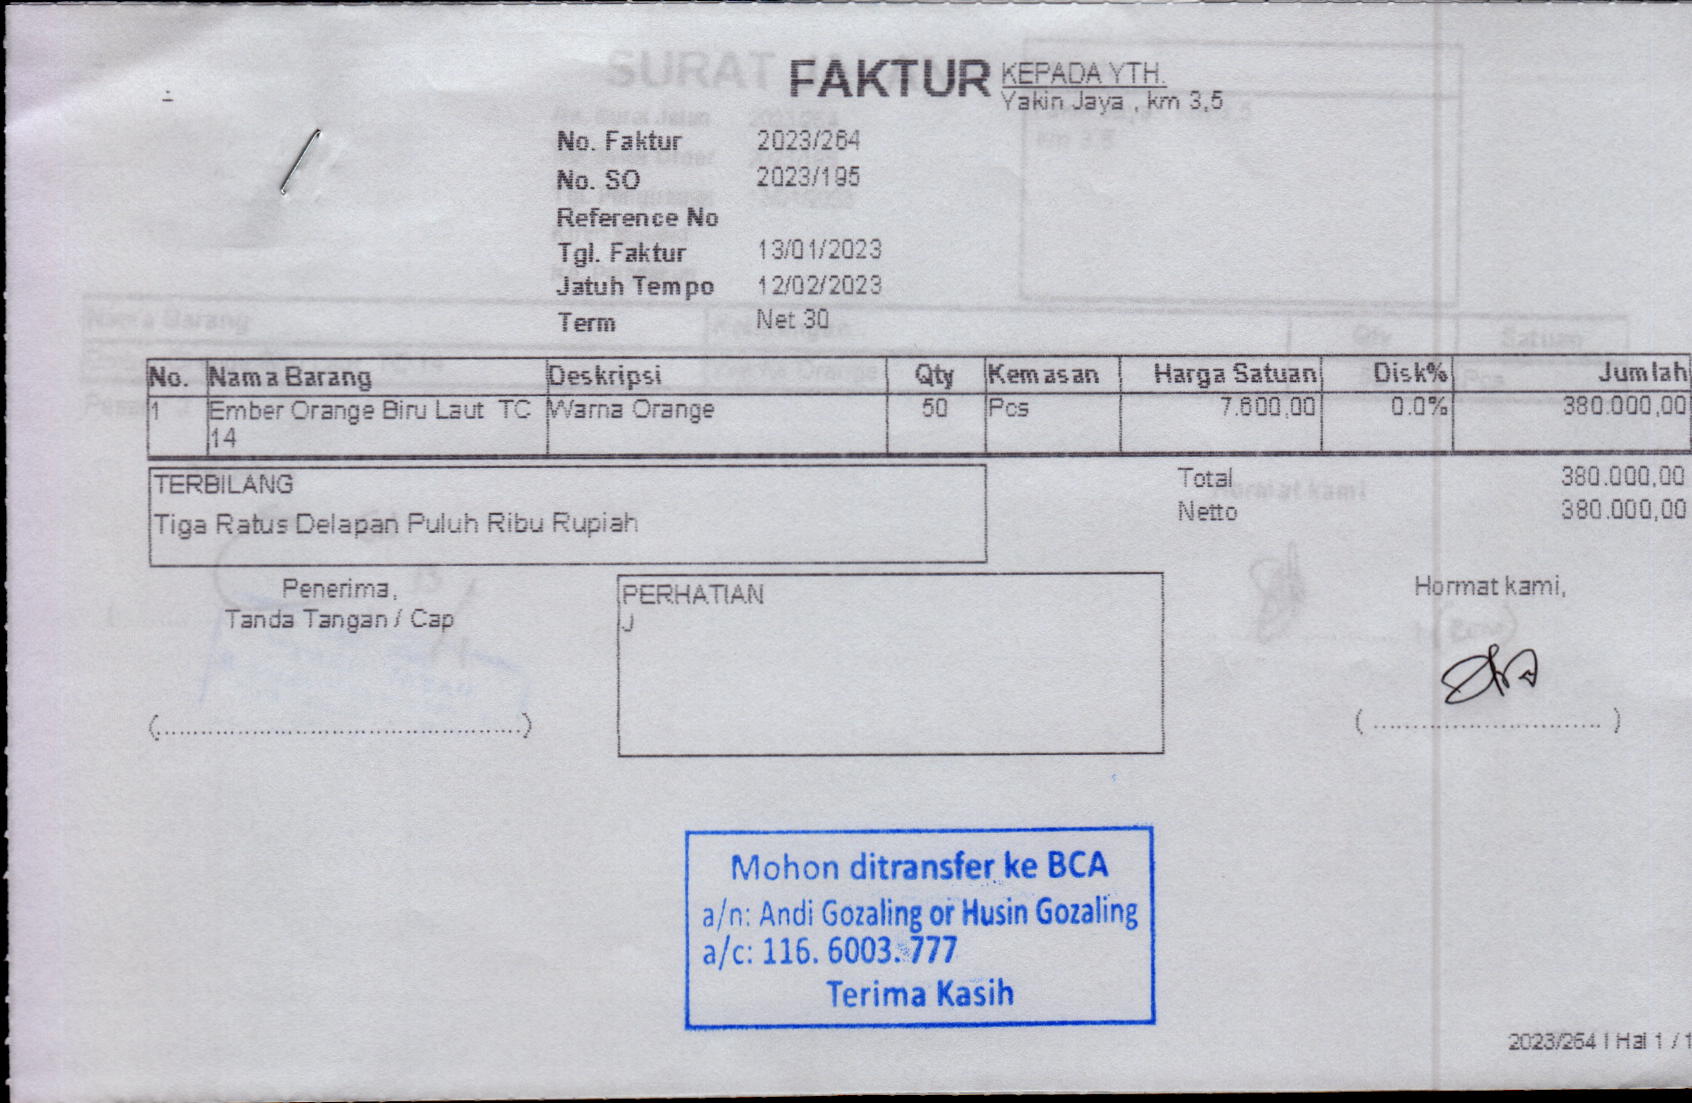 FAKTUR
KEPADA YTH.
Yakin Jaya , km 3,5
No. Faktur 2023/264
No. SO 2023/195
Reference No
Tgl. Faktur 13/01/2023
Jatuh Tempo 12/02/2023
Term Net 30
No. Nama Barang Deskripsi Qty Kemasan Harga Satuan Disk% Jumlah
1 Ember Orange Biru Laut TC Warna Orange 50 Pcs 7.600,00 0.0% 380.000,00
14
TERBILANG
Tiga Ratus Delapan Puluh Ribu Rupiah
Total 380.000,00
Netto 380.000,00
Penerima,
Tanda Tangan / Cap
(................................................)
PERHATIAN
J
Hormat kami,
( .............................. )
Mohon ditransfer ke BCA
a/n: Andi Gozaling or Husin Gozaling
a/c: 116. 6003. 777
Terima Kasih
2023/264 | Hal 1 / 1